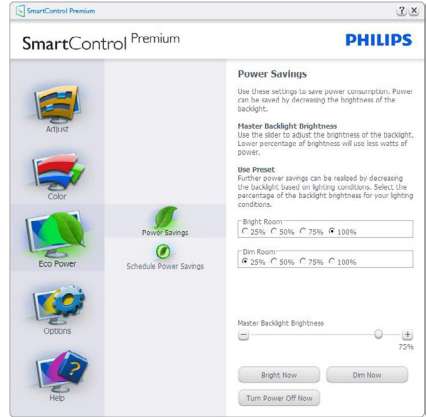 SmartControl Premium
? x
SmartControl Premium
PHILIPS
Adjust
Color
Eco Power
Options
Help
Power Savings
Schedule Power Savings
Power Savings
Use these settings to save power consumption. Power
can be saved by decreasing the brightness of the
backlight.
Master Backlight Brightness
Use the slider to adjust the brightness of the backlight.
Lower percentage of brightness will use less watts of
power.
Use Preset
Further power savings can be realized by decreasing
the backlight based on lighting conditions. Select the
percentage of the backlight brightness for your lighting
conditions.
Bright Room
25% 50% 75% 100%
Dim Room
25% 50% 75% 100%
Master Backlight Brightness
75%
Bright Now Dim Now
Turn Power Off Now